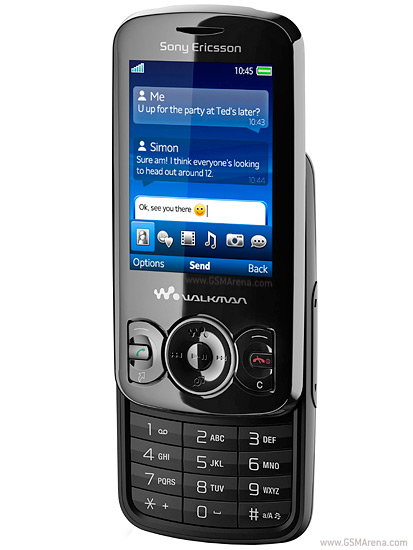 Sony Ericsson
10:45
Me
U up for the party at Ted's later?
10:43
Simon
Sure am! I think everyone's looking
to head out around 12.
10:44
Ok, see you there
Options Send Back
www.GSMArena.com
WALKMAN
C
1
2 ABC
3 DEF
4 GHI
5 JKL
6 MNO
7 PQRS
8 TUV
9 WXYZ
* +
0
# a/A
www.GSMArena.com